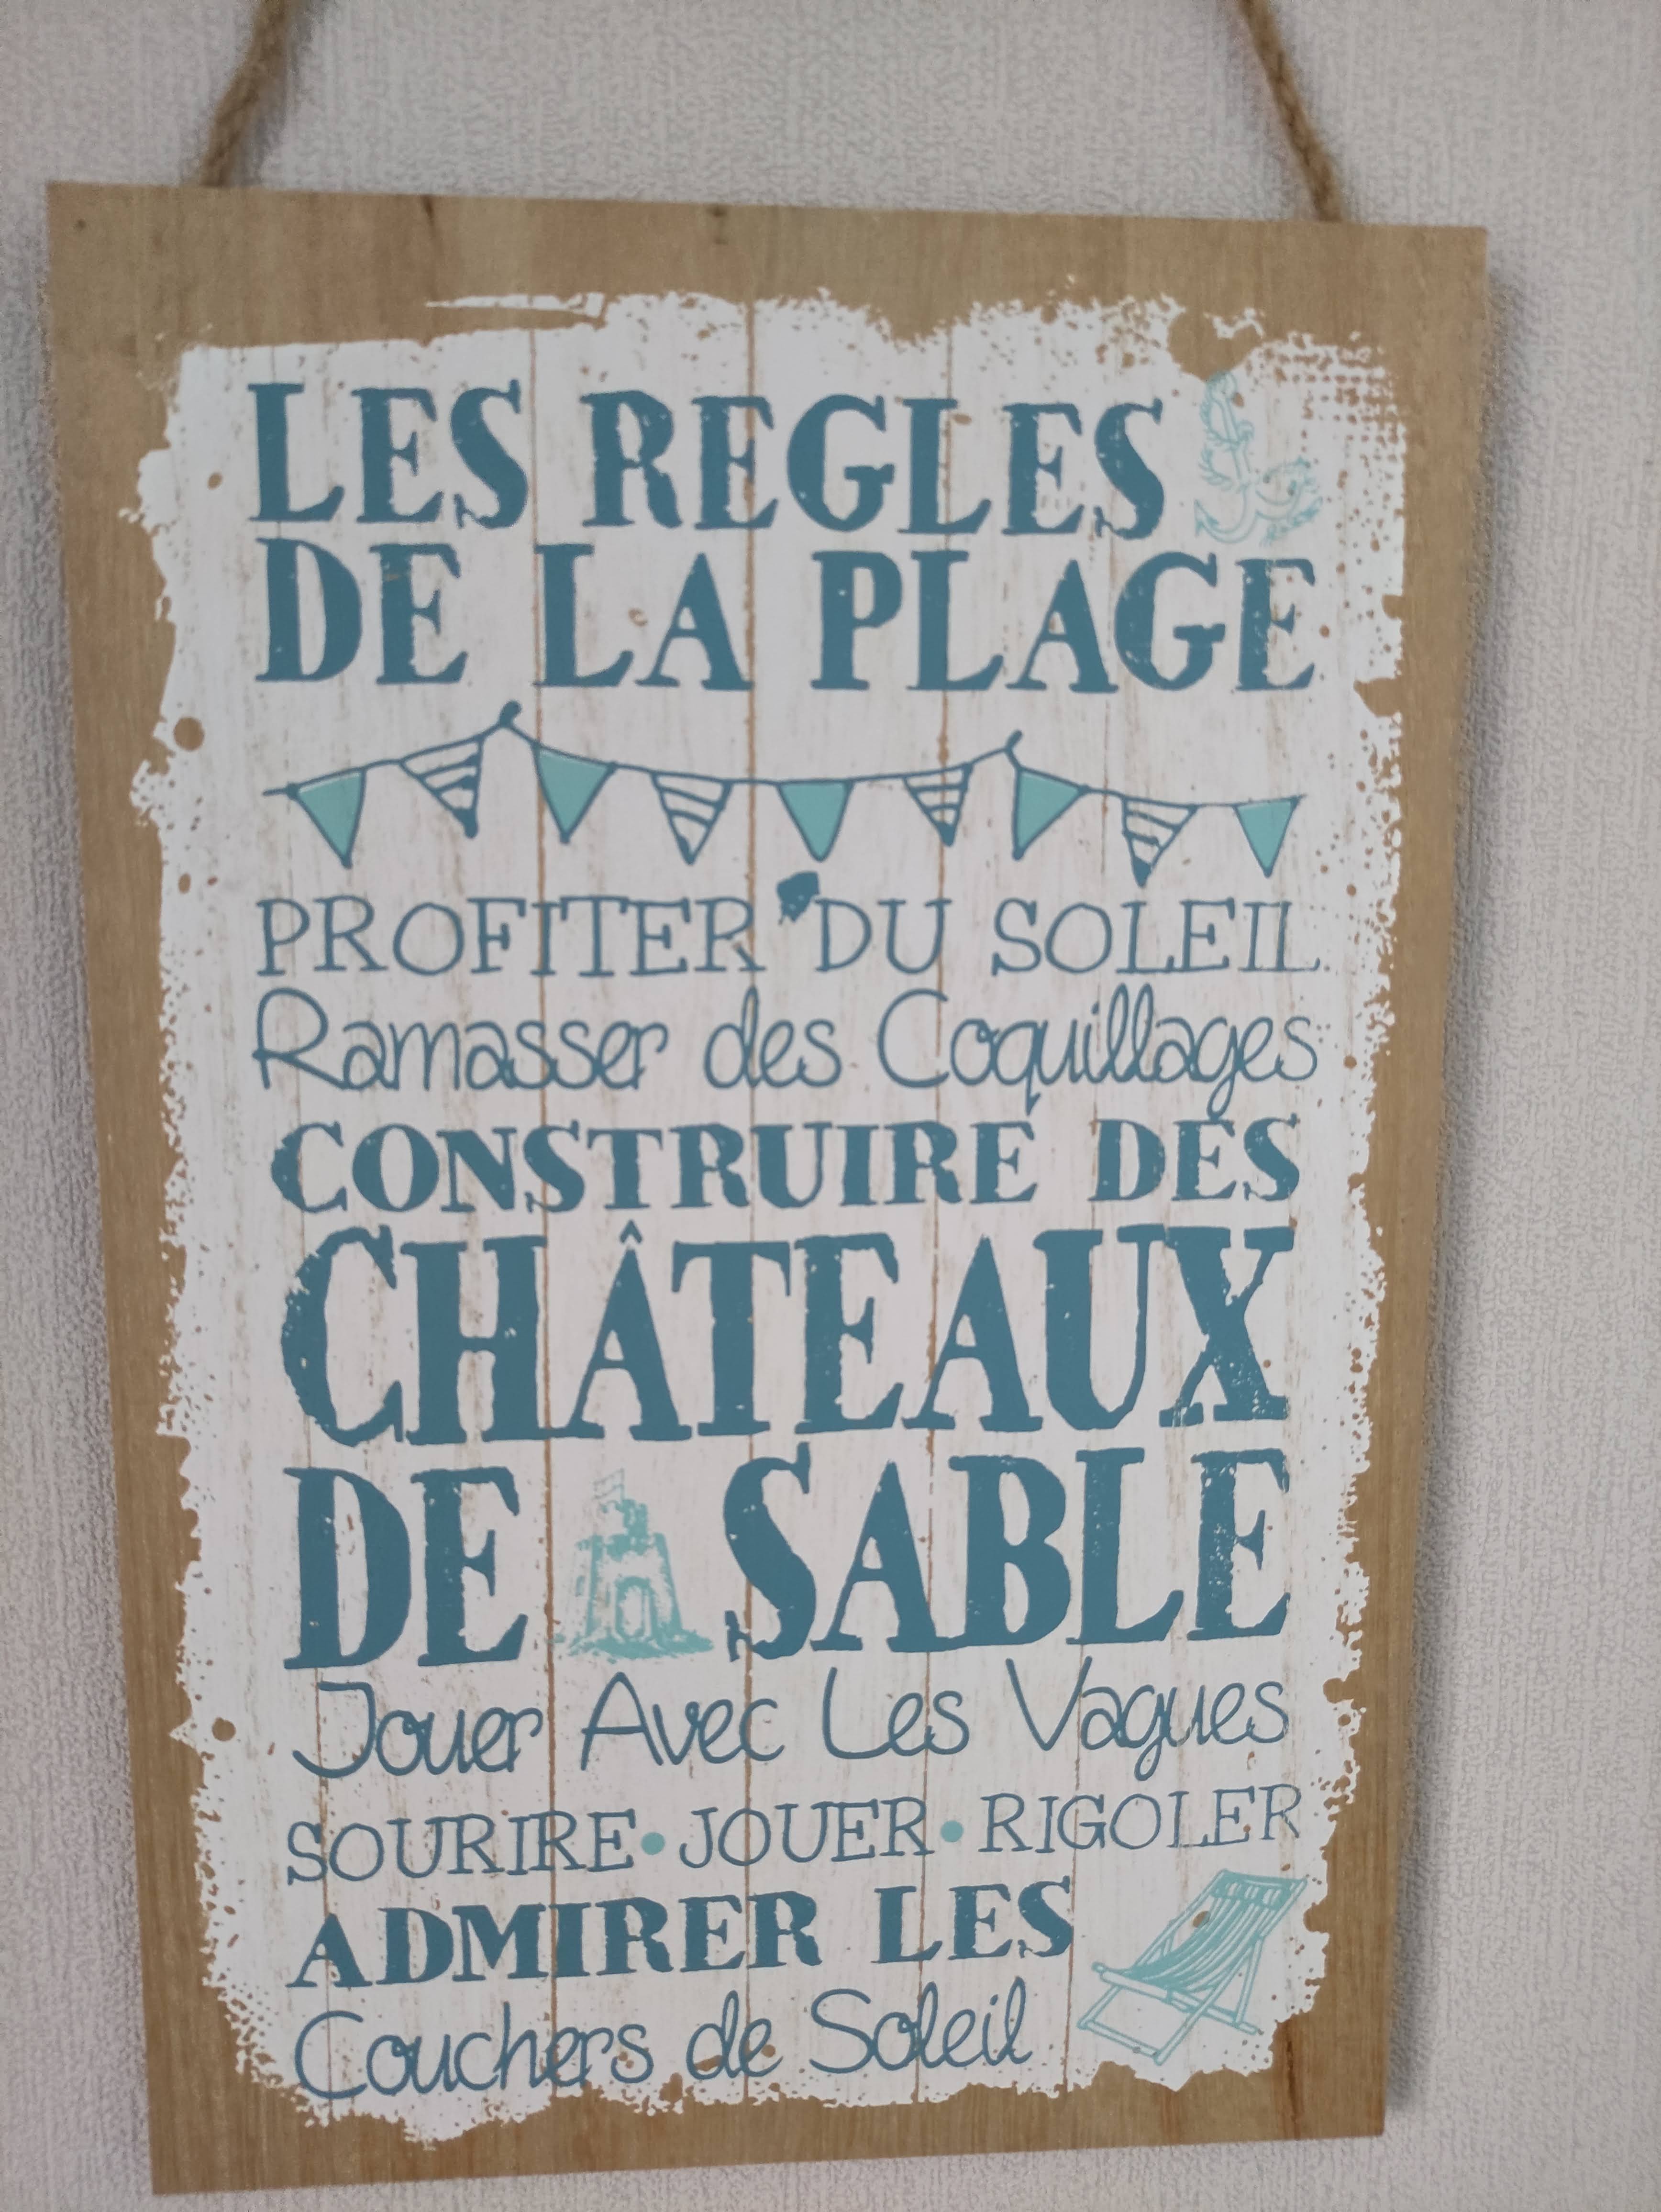 LES REGLES
DE LA PLAGE
PROFITER DU SOLEIL
Ramasser des Coquillages
CONSTRUIRE DES
CHÂTEAUX
DE SABLE
Jouer Avec Les Vagues
SOURIRE • JOUER • RIGOLER
ADMIRER LES
Couchers de Soleil